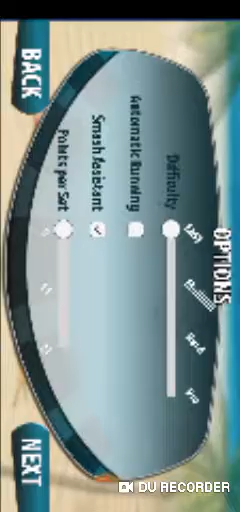 OPTIONS
Difficulty
Easy
Hard
Pro
Automatic Running
Smash Assistant
Points per Set
BACK
NEXT
DU RECORDER